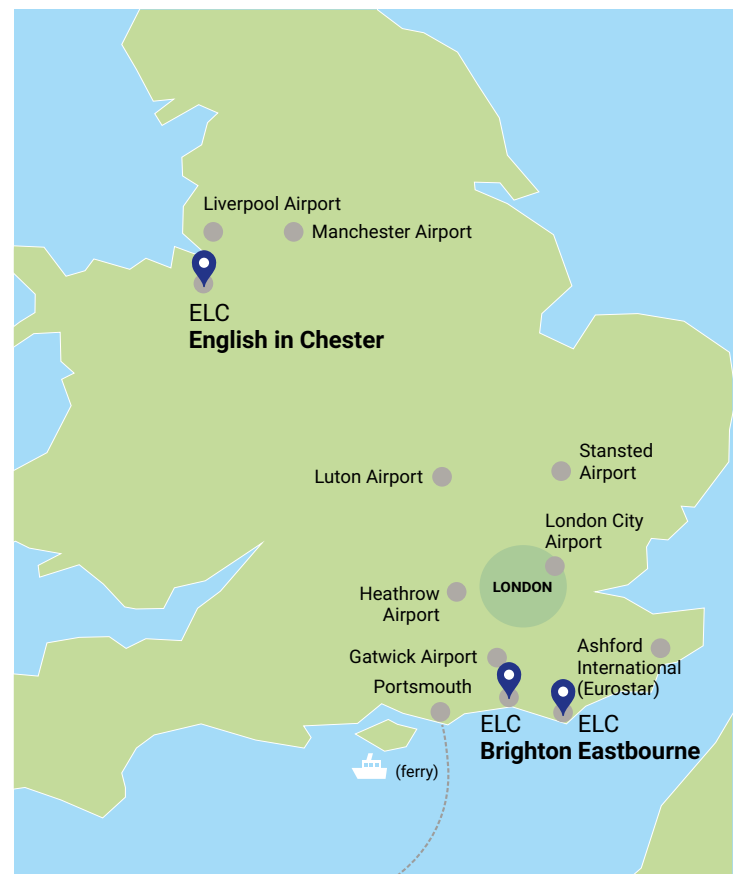 Liverpool Airport
Manchester Airport
ELC
English in Chester
Luton Airport
Stansted
Airport
London City
Airport
LONDON
Heathrow
Airport
Gatwick Airport
Ashford
International
(Eurostar)
Portsmouth
ELC
Brighton
ELC
Eastbourne
(ferry)